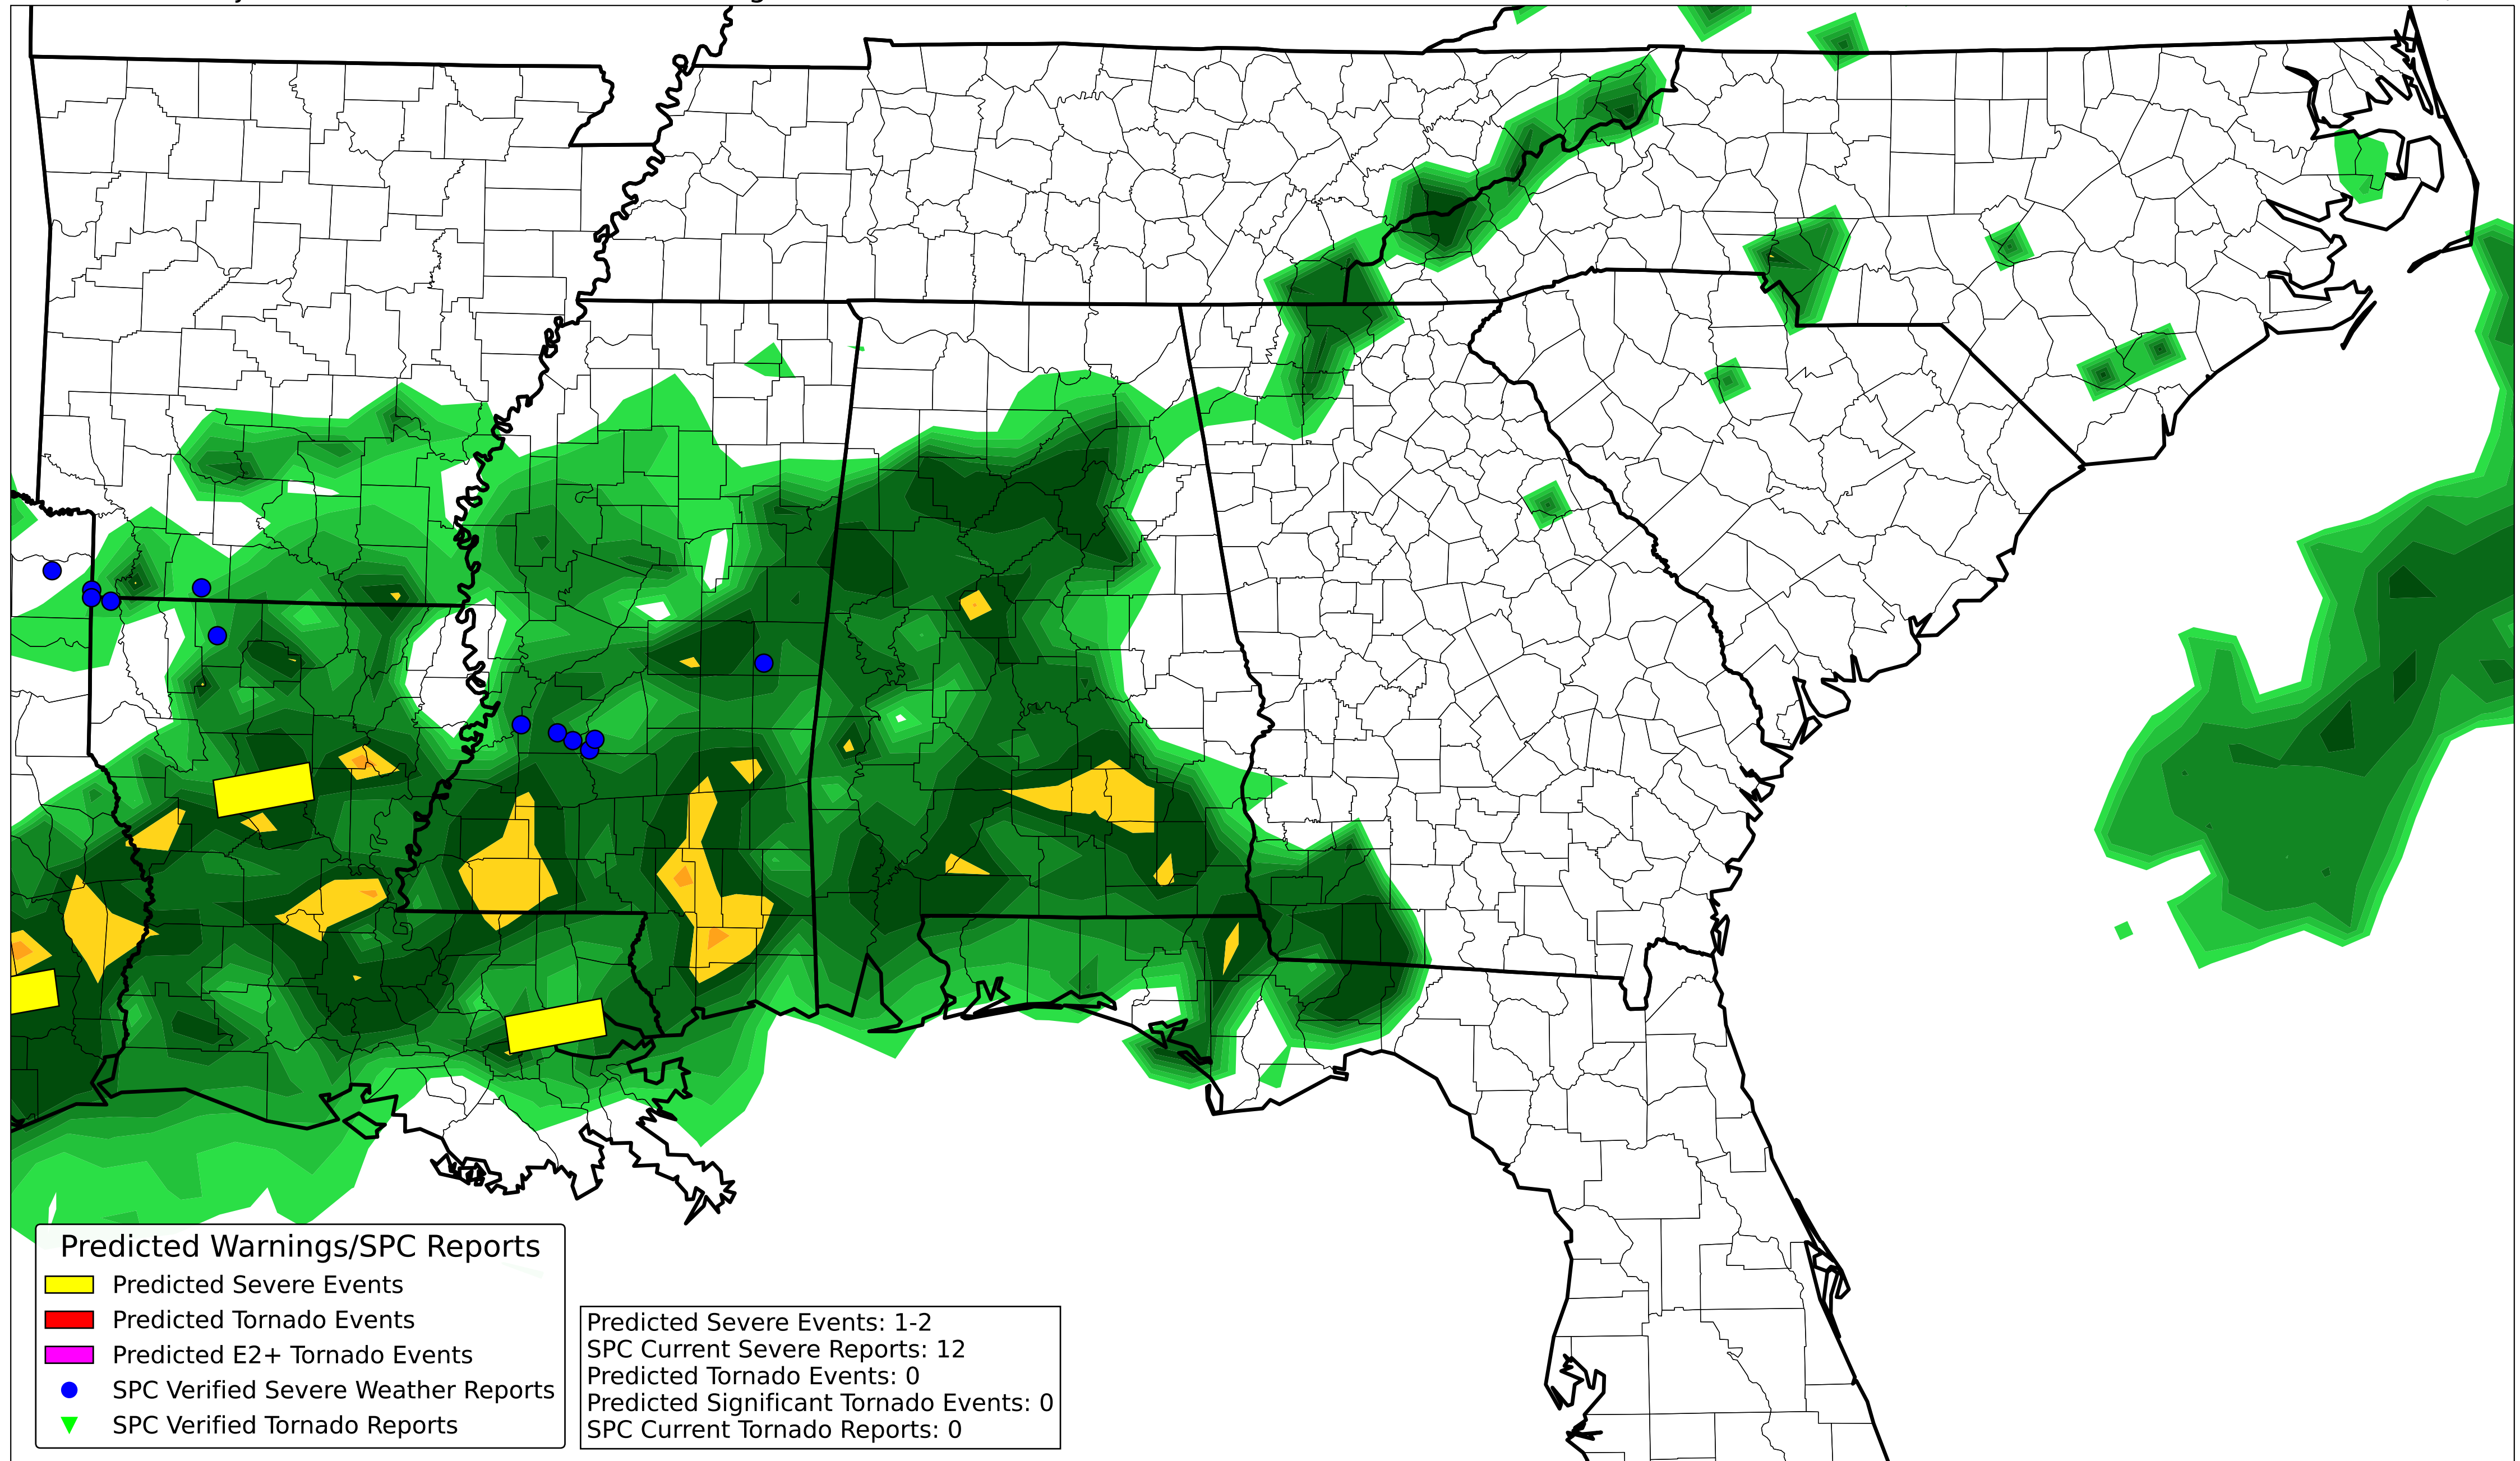 Predicted Warnings/SPC Reports
Predicted Severe Events
Predicted Tornado Events
Predicted E2+ Tornado Events
SPC Verified Severe Weather Reports
SPC Verified Tornado Reports
Predicted Severe Events: 1-2
SPC Current Severe Reports: 12
Predicted Tornado Events: 0
Predicted Significant Tornado Events: 0
SPC Current Tornado Reports: 0